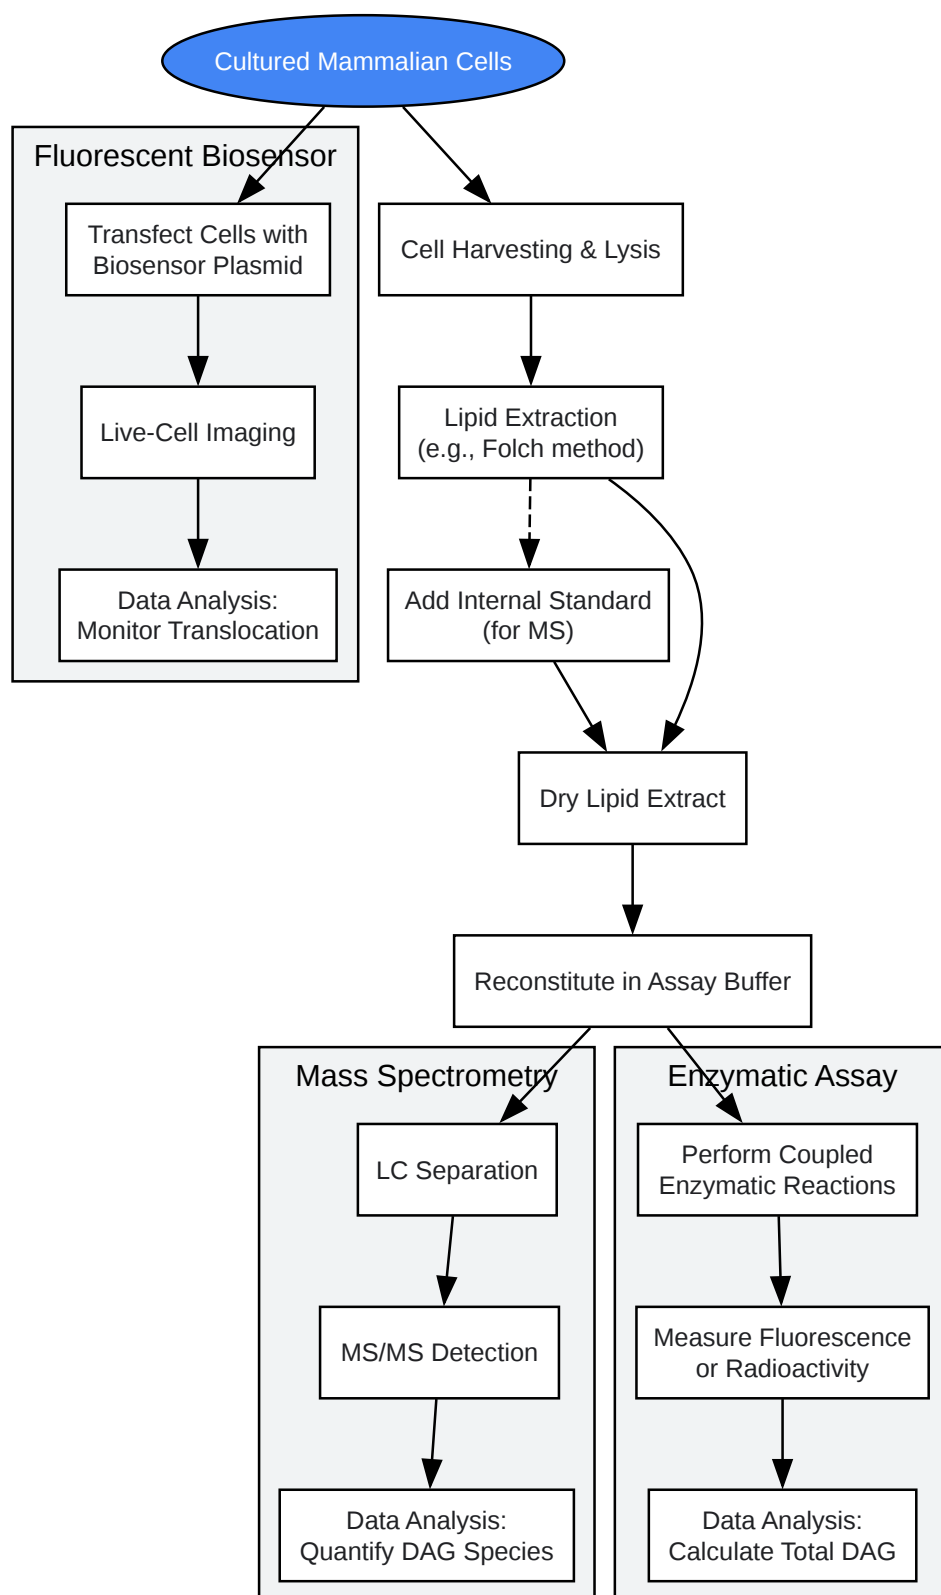 Cultured Mammalian Cells
Fluorescent Biosensor
Transfect Cells with
Biosensor Plasmid
Cell Harvesting & Lysis
Live-Cell Imaging
Lipid Extraction
(e.g., Folch method)
Data Analysis:
Monitor Translocation
Add Internal Standard
(for MS)
Dry Lipid Extract
Reconstitute in Assay Buffer
Mass Spectrometry
Enzymatic Assay
LC Separation
Perform Coupled
Enzymatic Reactions
MS/MS Detection
Measure Fluorescence
or Radioactivity
Data Analysis:
Quantify DAG Species
Data Analysis:
Calculate Total DAG